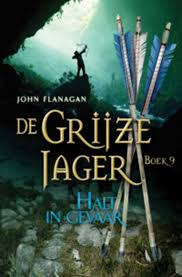 JOHN FLANAGAN
DE GRIJZE
JAGER BOEK 9
HALT
IN GEVAAR